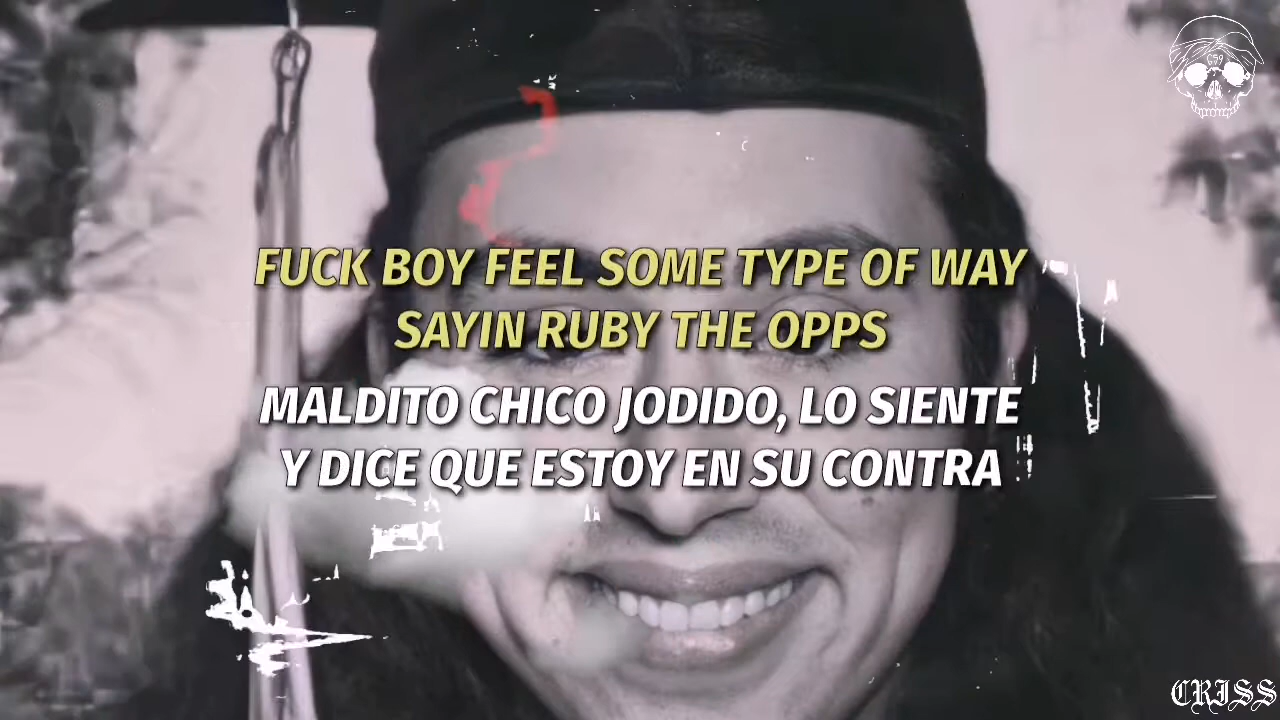 FUCK BOY FEEL SOME TYPE OF WAY
SAYIN RUBY THE OPPS
MALDITO CHICO JODIDO, LO SIENTE
Y DICE QUE ESTOY EN SU CONTRA
CRISS